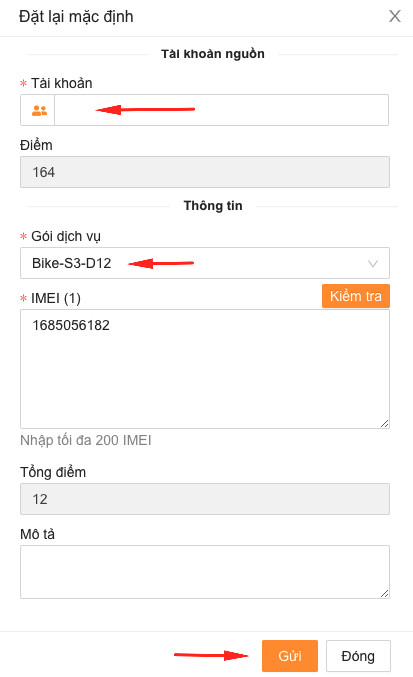 Đặt lại mặc định
Tài khoản nguồn
* Tài khoản
Điểm
164
Thông tin
* Gói dịch vụ
Bike-S3-D12
* IMEI (1)
Kiểm tra
1685056182
Nhập tối đa 200 IMEI
Tổng điểm
12
Mô tả
Gửi
Đóng